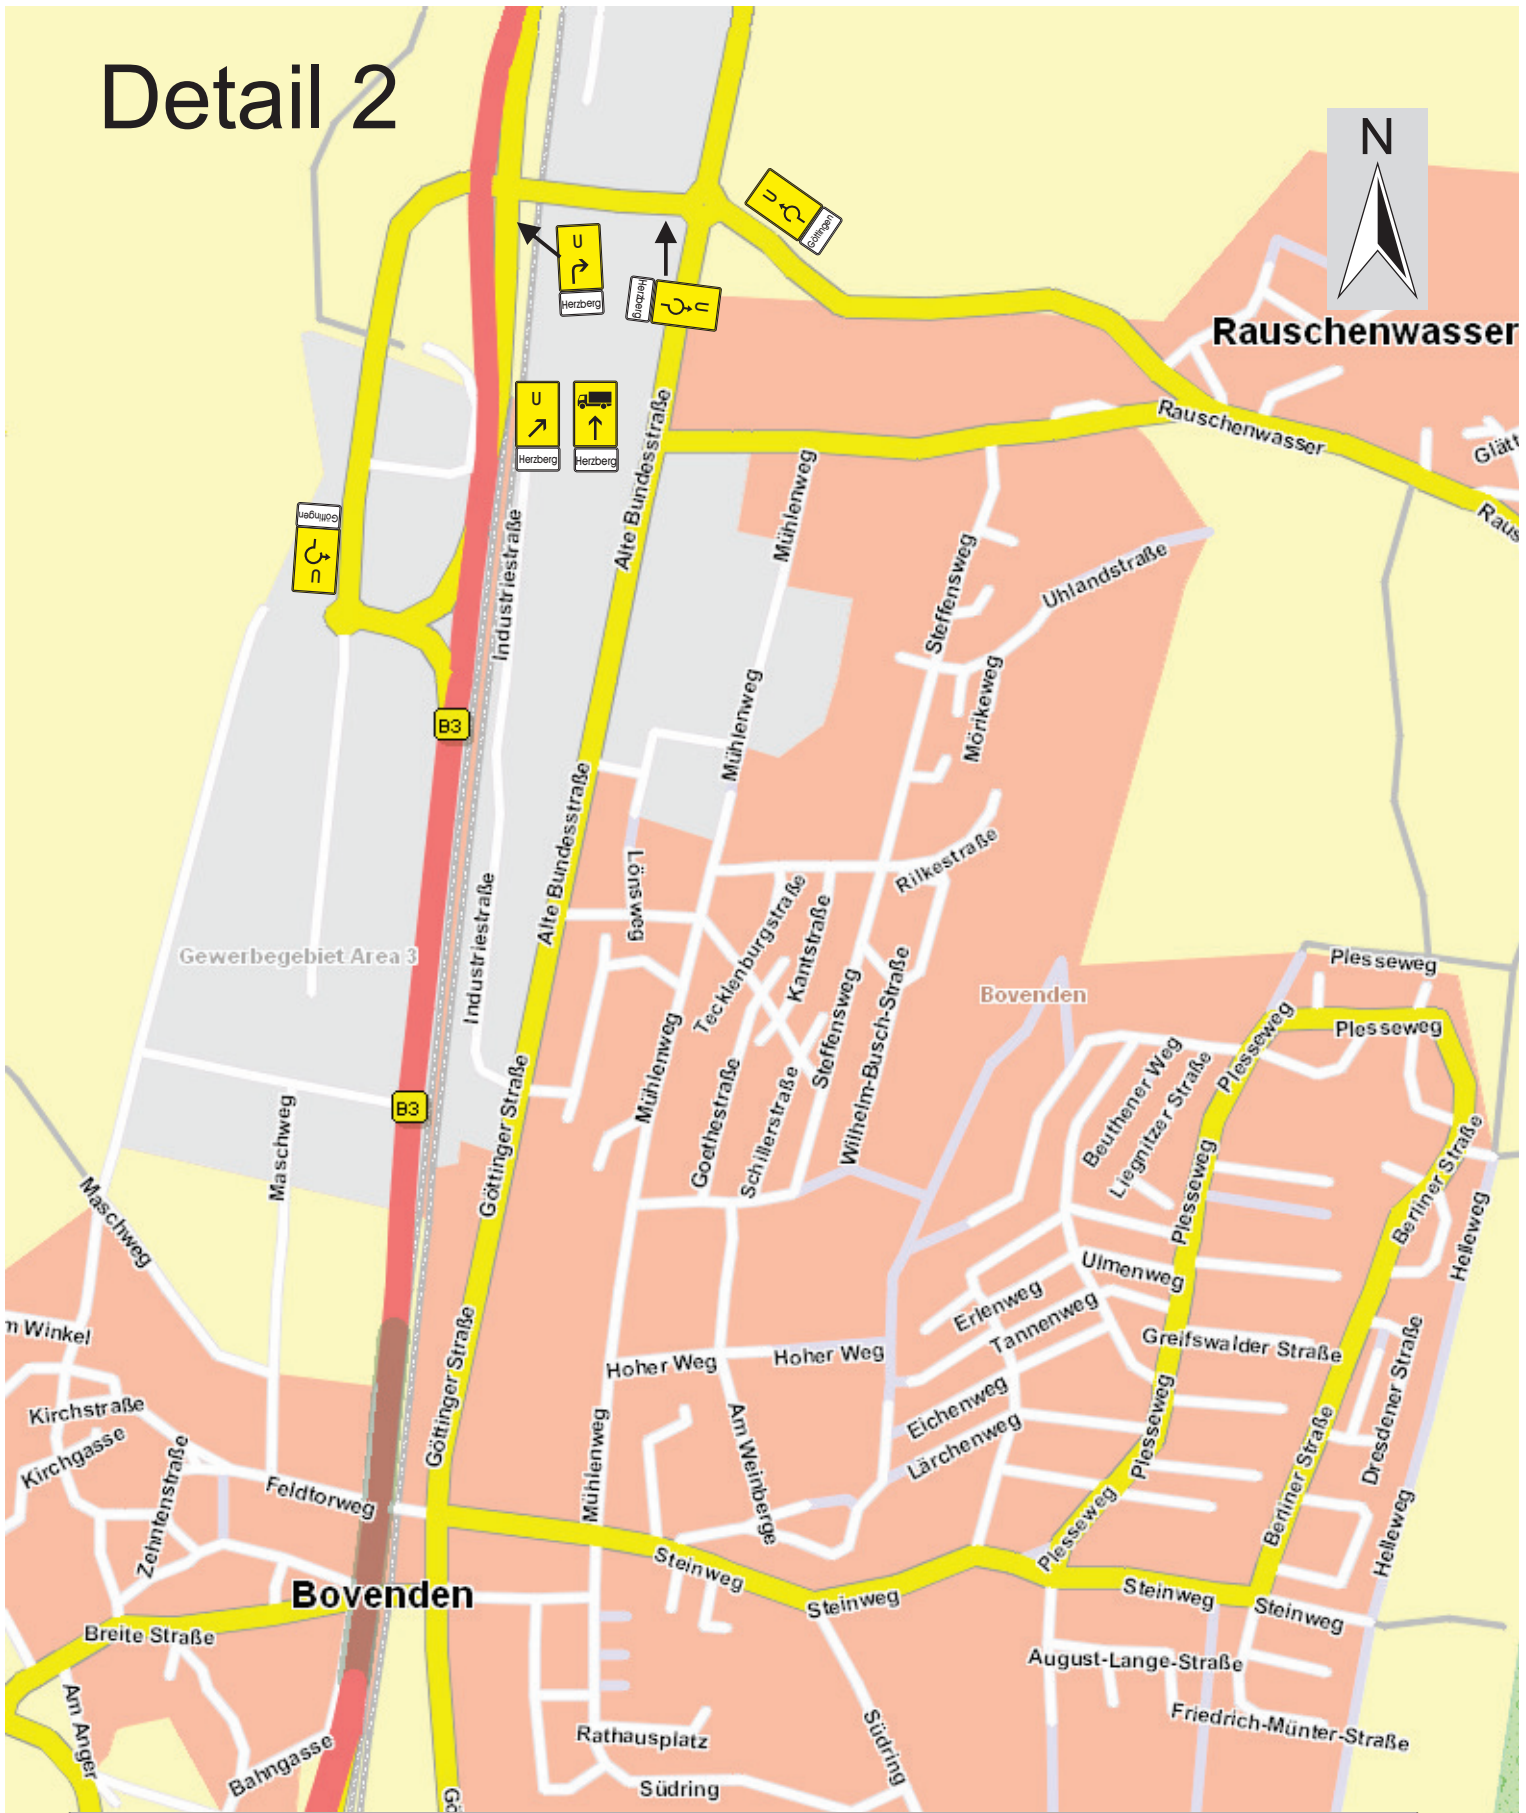 Detail 2
N
U
Göttingen
U
Herzberg
Herzberg
U
Rauschenwasser
U
Herzberg
Herzberg
Rauschenwasser
Glätt
Raus
Göttingen
U
Alte Bundesstraße
Industriestraße
Mühlenweg
Steffensweg
Uhlandstraße
Mörikeweg
B3
Mühlenweg
Alte Bundesstraße
Lönsweg
Rilkestraße
Tecklenburgstraße
Kantstraße
Industriestraße
Gewerbegebiet Area 3
Steffensweg
Wilhelm-Busch-Straße
Bovenden
Plesseweg
Plesseweg
Plesseweg
Mühlenweg
Goethestraße
Schillerstraße
Beuthener Weg
Liegnitzer Straße
B3
Maschweg
Maschweg
Göttinger Straße
Plesseweg
Berliner Straße
Helleweg
Ulmenweg
Erlenweg
Tannenweg
Greifswalder Straße
Dresdener Straße
m Winkel
Göttinger Straße
Hoher Weg
Hoher Weg
Kirchstraße
Kirchgasse
Zehntenstraße
Feldtorweg
Mühlenweg
Am Weinberge
Eichenweg
Lärchenweg
Plesseweg
Plesseweg
Berliner Straße
Helleweg
Bovenden
Steinweg
Steinweg
Steinweg
Steinweg
Breite Straße
Am Anger
Bahngasse
August-Lange-Straße
Friedrich-Münter-Straße
Rathausplatz
Südring
Südring
Gö